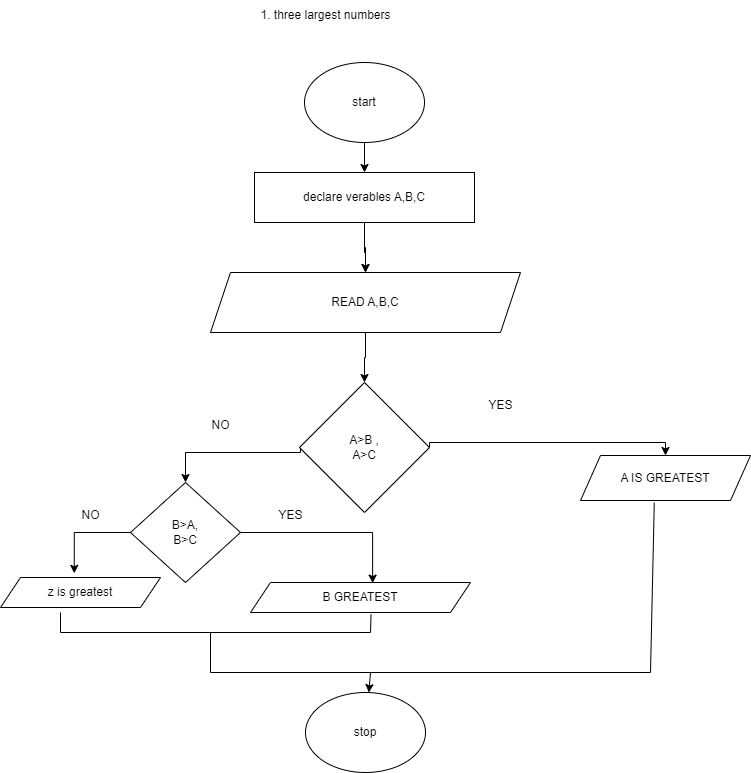 1. three largest numbers
start
declare verables A,B,C
READ A,B,C
A>B ,
A>C
YES
NO
A IS GREATEST
B>A,
B>C
NO
YES
z is greatest
B GREATEST
stop